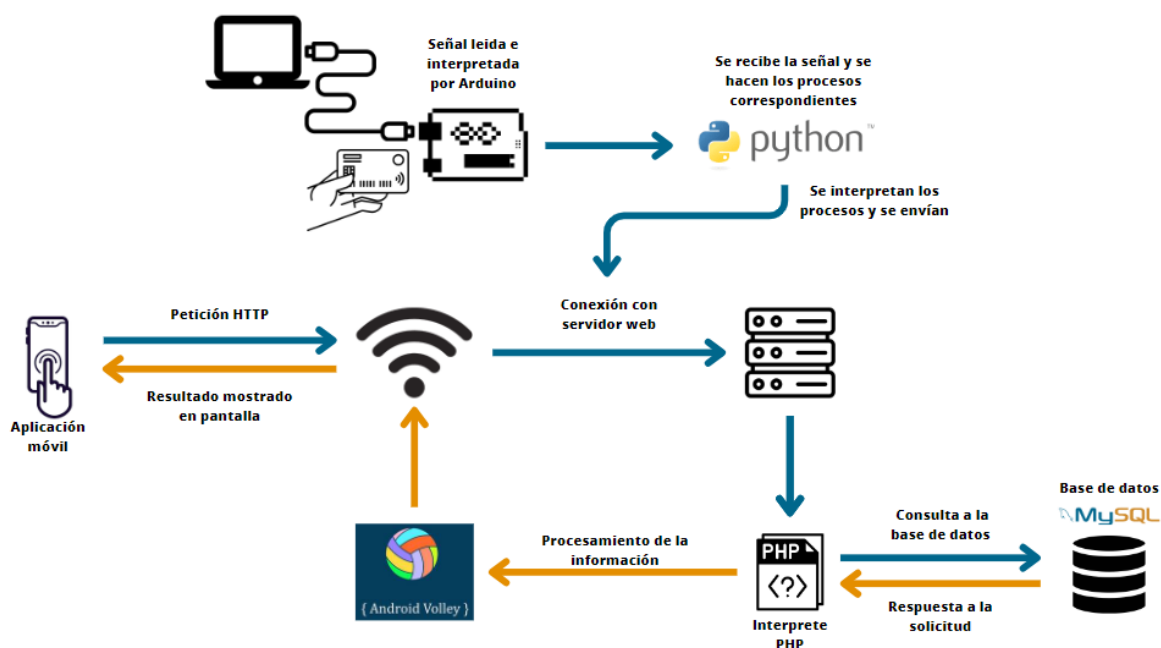 Señal leida e
interpretada
por Arduino
Se recibe la señal y se
hacen los procesos
correspondientes
python™
Se interpretan los
procesos y se envían
Petición HTTP
Conexión con
servidor web
Resultado mostrado
en pantalla
Aplicación
móvil
Base de datos
MySQL
Consulta a la
base de datos
Procesamiento de la
información
PHP
<?>
{ Android Volley }
Respuesta a la
solicitud
Interprete
PHP